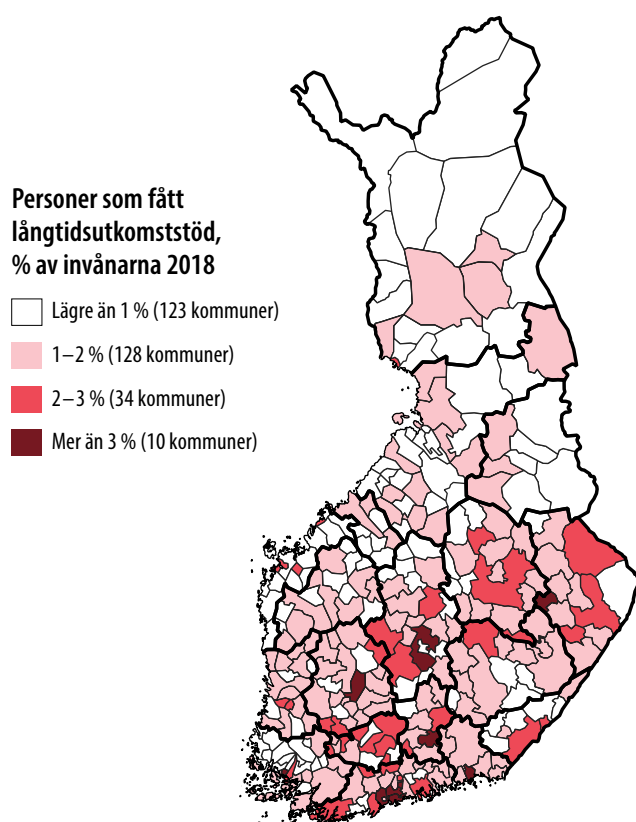 Personer som fått
långtidsutkomststöd,
% av invånarna 2018
Lägre än 1 % (123 kommuner)
1–2 % (128 kommuner)
2–3 % (34 kommuner)
Mer än 3 % (10 kommuner)